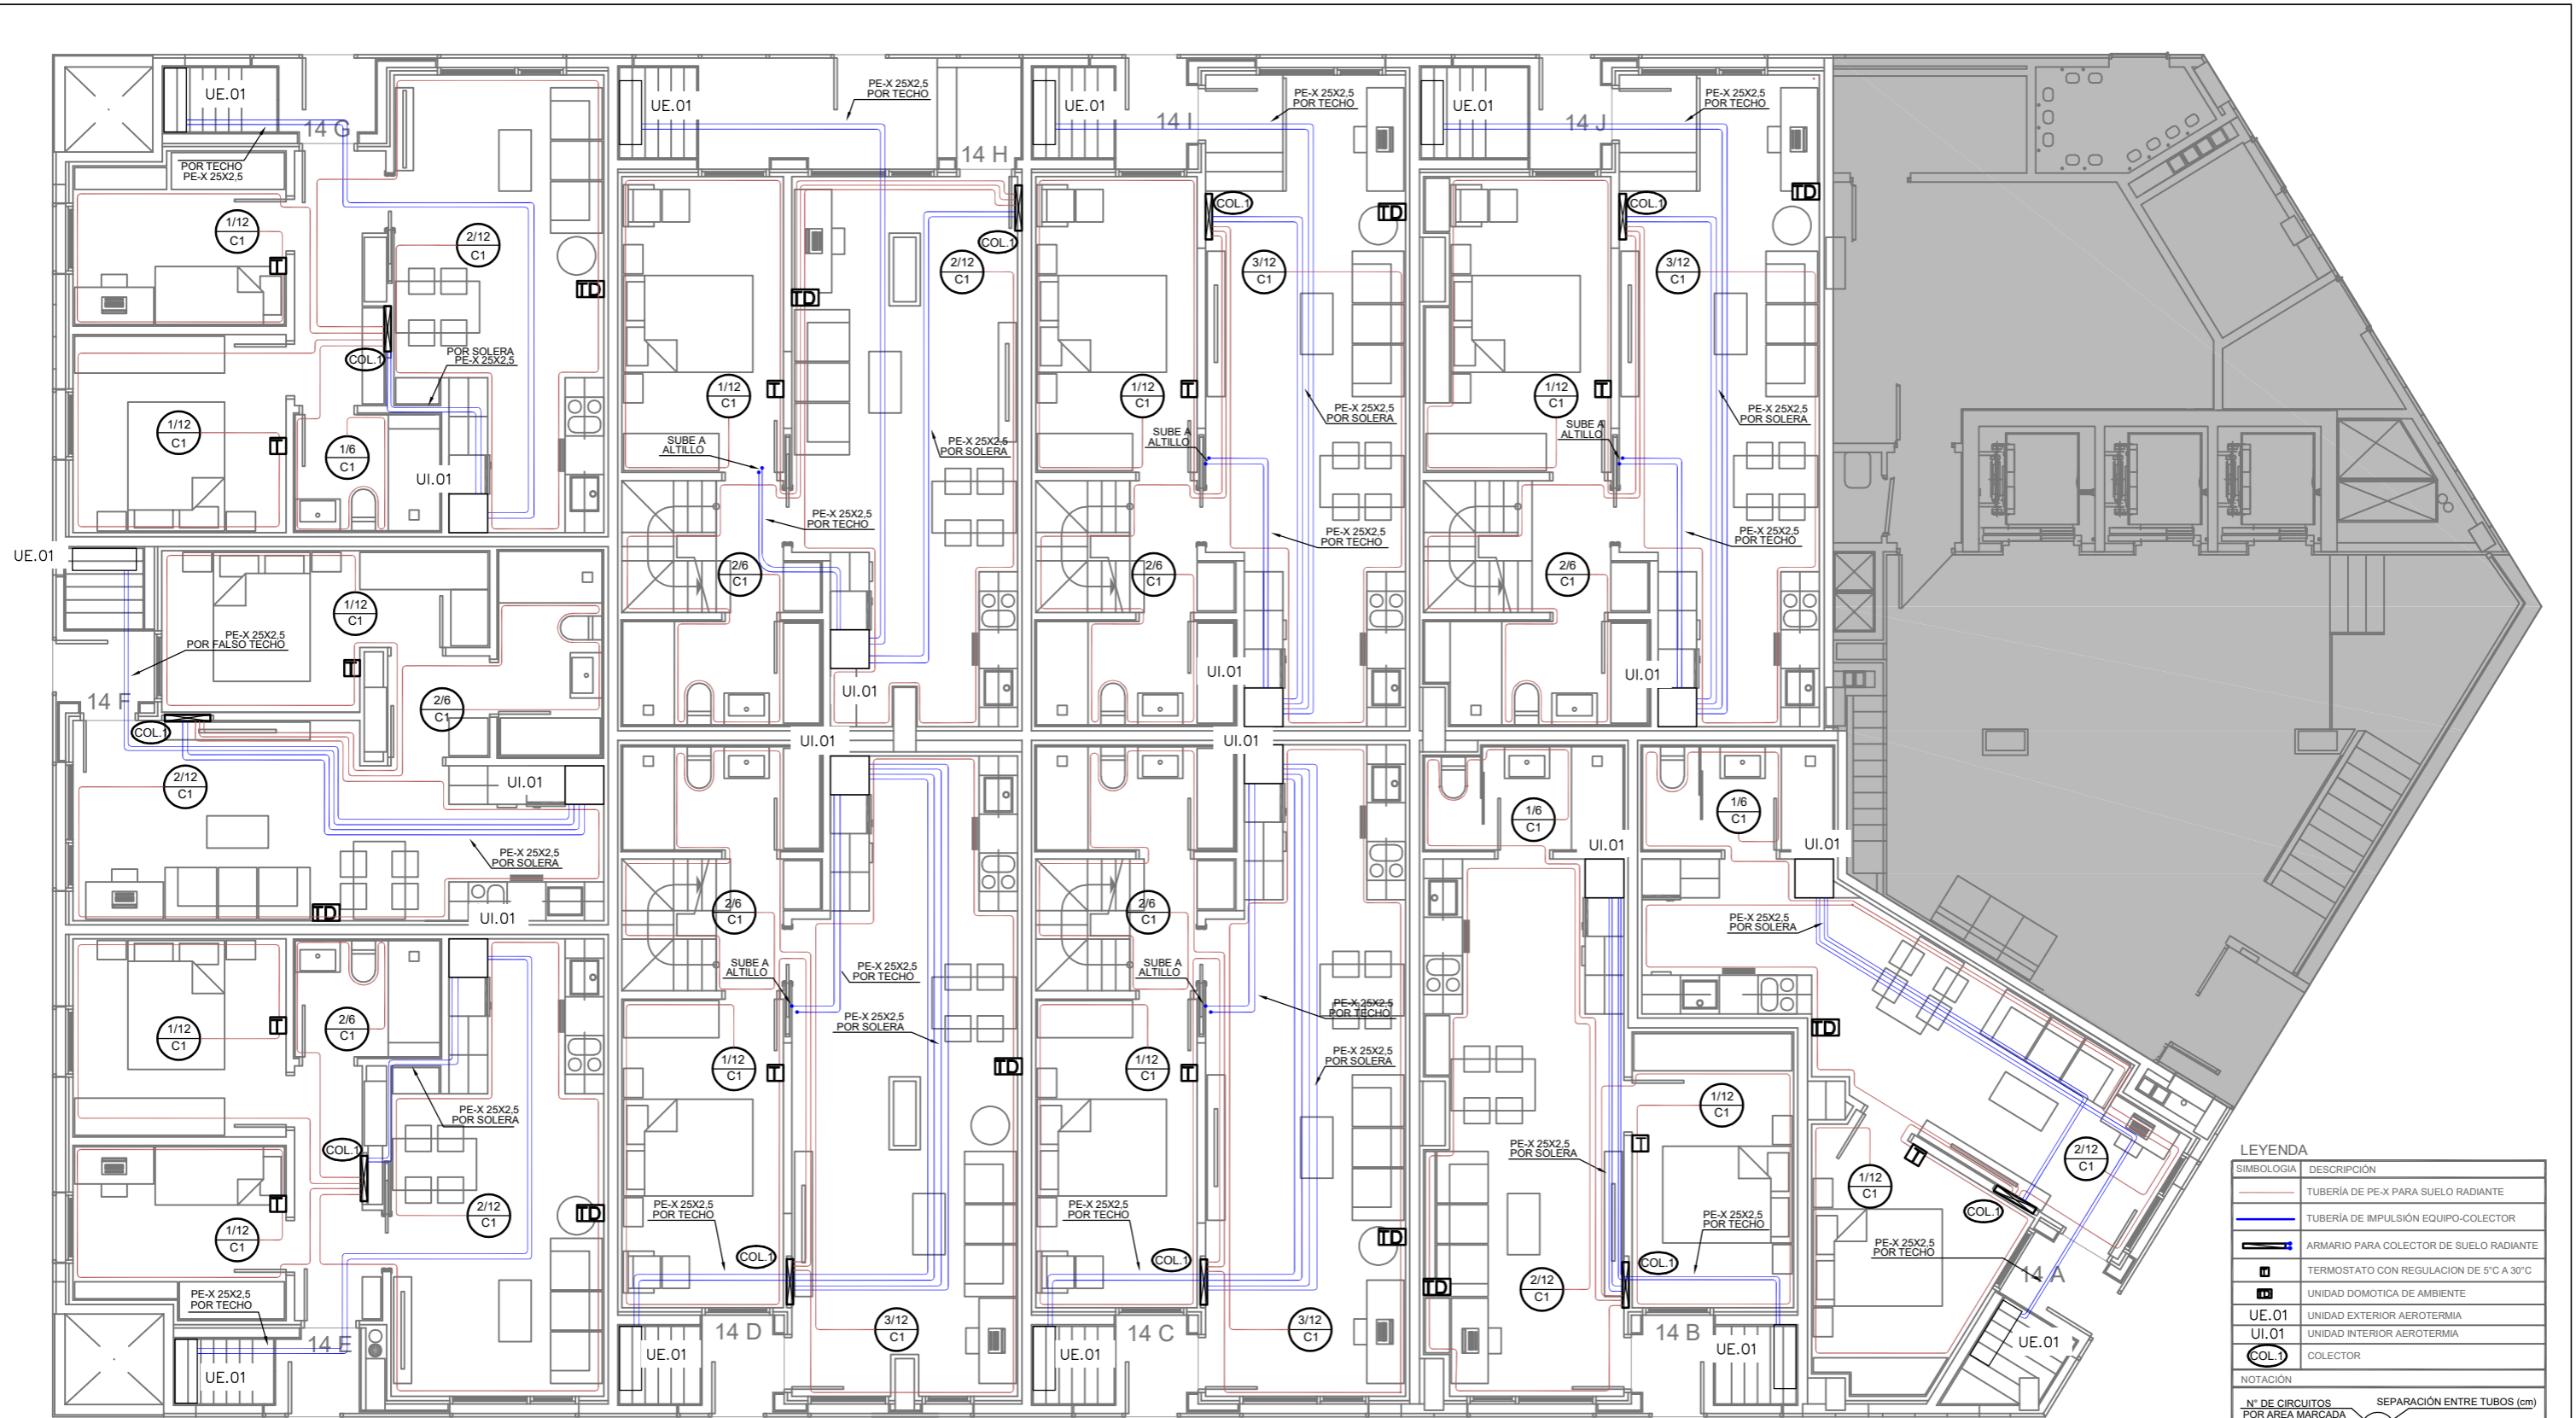 UE.01
14 G
POR TECHO
PE-X 25X2,5
1/12
C1
T
2/12
C1
TD
COL.1
POR SOLERA
PE-X 25X2,5
1/12
C1
T
1/6
C1
UI.01
UE.01
PE-X 25X2,5
POR TECHO
14 H
COL.1
2/12
C1
TD
1/12
C1
T
SUBE A
ALTILLO
PE-X 25X2,5
POR SOLERA
PE-X 25X2,5
POR TECHO
2/6
C1
UI.01
UE.01
14 I
PE-X 25X2,5
POR TECHO
COL.1
TD
3/12
C1
1/12
C1
T
PE-X 25X2,5
POR SOLERA
SUBE A
ALTILLO
PE-X 25X2,5
POR TECHO
2/6
C1
UI.01
UE.01
14 J
PE-X 25X2,5
POR TECHO
COL.1
TD
3/12
C1
1/12
C1
T
PE-X 25X2,5
POR SOLERA
SUBE A
ALTILLO
PE-X 25X2,5
POR TECHO
2/6
C1
UI.01
UE.01
1/12
C1
PE-X 25X2,5
POR FALSO TECHO
T
14 F
2/6
C1
COL.1
2/12
C1
UI.01
PE-X 25X2,5
POR SOLERA
TD
UI.01
1/12
C1
T
2/6
C1
PE-X 25X2,5
POR SOLERA
COL.1
T
1/12
C1
2/12
C1
TD
PE-X 25X2,5
POR TECHO
14 E
UE.01
UI.01
2/6
C1
SUBE A
ALTILLO
PE-X 25X2,5
POR TECHO
PE-X 25X2,5
POR SOLERA
1/12
C1
T
TD
PE-X 25X2,5
POR TECHO
COL.1
14 D
3/12
C1
UE.01
UI.01
2/6
C1
SUBE A
ALTILLO
PE-X 25X2,5
POR TECHO
PE-X 25X2,5
POR SOLERA
1/12
C1
T
PE-X 25X2,5
POR TECHO
TD
COL.1
14 C
3/12
C1
UE.01
1/6
C1
UI.01
1/12
C1
T
PE-X 25X2,5
POR SOLERA
PE-X 25X2,5
POR TECHO
COL.1
TD
2/12
C1
14 B
UE.01
1/6
C1
UI.01
PE-X 25X2,5
POR SOLERA
TD
T
2/12
C1
1/12
C1
COL.1
PE-X 25X2,5
POR TECHO
14 A
UE.01
LEYENDA
SIMBOLOGIA DESCRIPCIÓN
TUBERÍA DE PE-X PARA SUELO RADIANTE
TUBERÍA DE IMPULSIÓN EQUIPO-COLECTOR
ARMARIO PARA COLECTOR DE SUELO RADIANTE
T TERMOSTATO CON REGULACION DE 5°C A 30°C
TD UNIDAD DOMOTICA DE AMBIENTE
UE.01 UNIDAD EXTERIOR AEROTERMIA
UI.01 UNIDAD INTERIOR AEROTERMIA
COL.1 COLECTOR
NOTACIÓN
N° DE CIRCUITOS SEPARACIÓN ENTRE TUBOS (cm)
POR AREA MARCADA